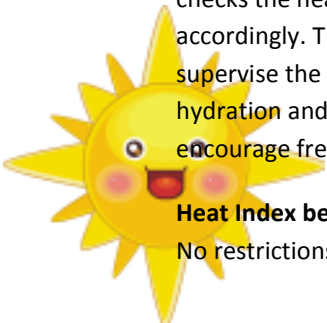 checks the hea
accordingly. T
supervise the
hydration and
encourage fre
Heat Index be
No restrictions